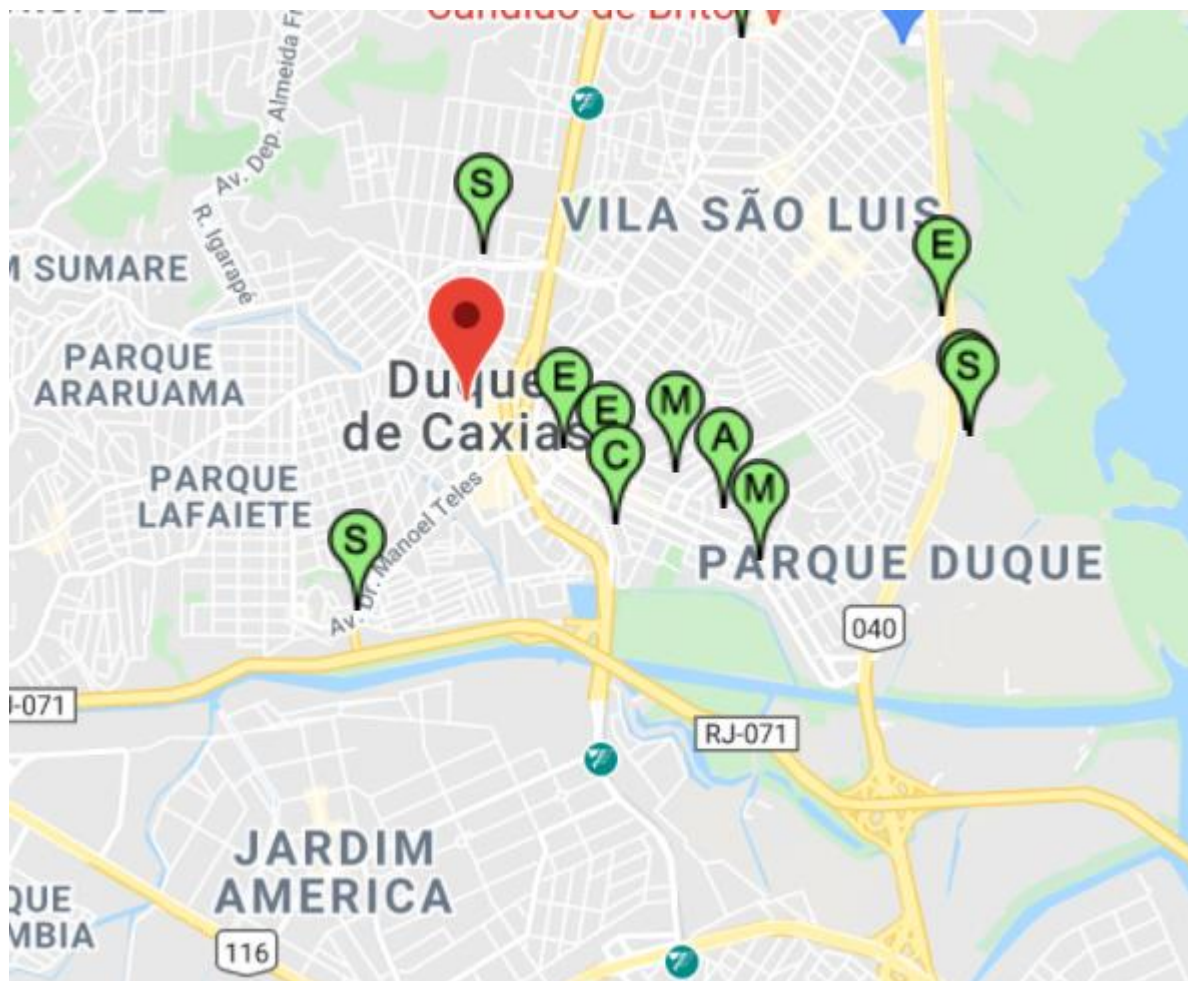 Av. Dep. Almeida Fr
S
VILA SÃO LUIS
R. Igarapé
E
SUMARE
S
PARQUE
ARARUAMA
Duque
de Caxias
E
E
M
C
A
M
PARQUE
LAFAIETE
S
Av. Dr. Manoel Teles
PARQUE DUQUE
040
J-071
RJ-071
JARDIM
AMERICA
QUE
MBIA
116